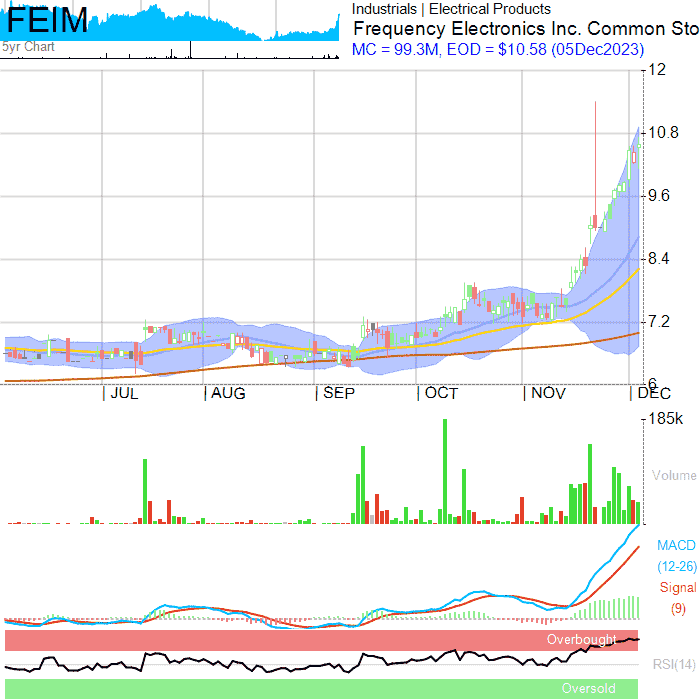 FEIM
5yr Chart
Industrials | Electrical Products
Frequency Electronics Inc. Common Sto
MC = 99.3M, EOD = $10.58 (05Dec2023)
12
10.8
9.6
8.4
7.2
6
| JUL
| AUG
| SEP
| OCT
| NOV
| DEC
185k
Volume
MACD
(12-26)
Signal
(9)
Overbought
RSI(14)
Oversold